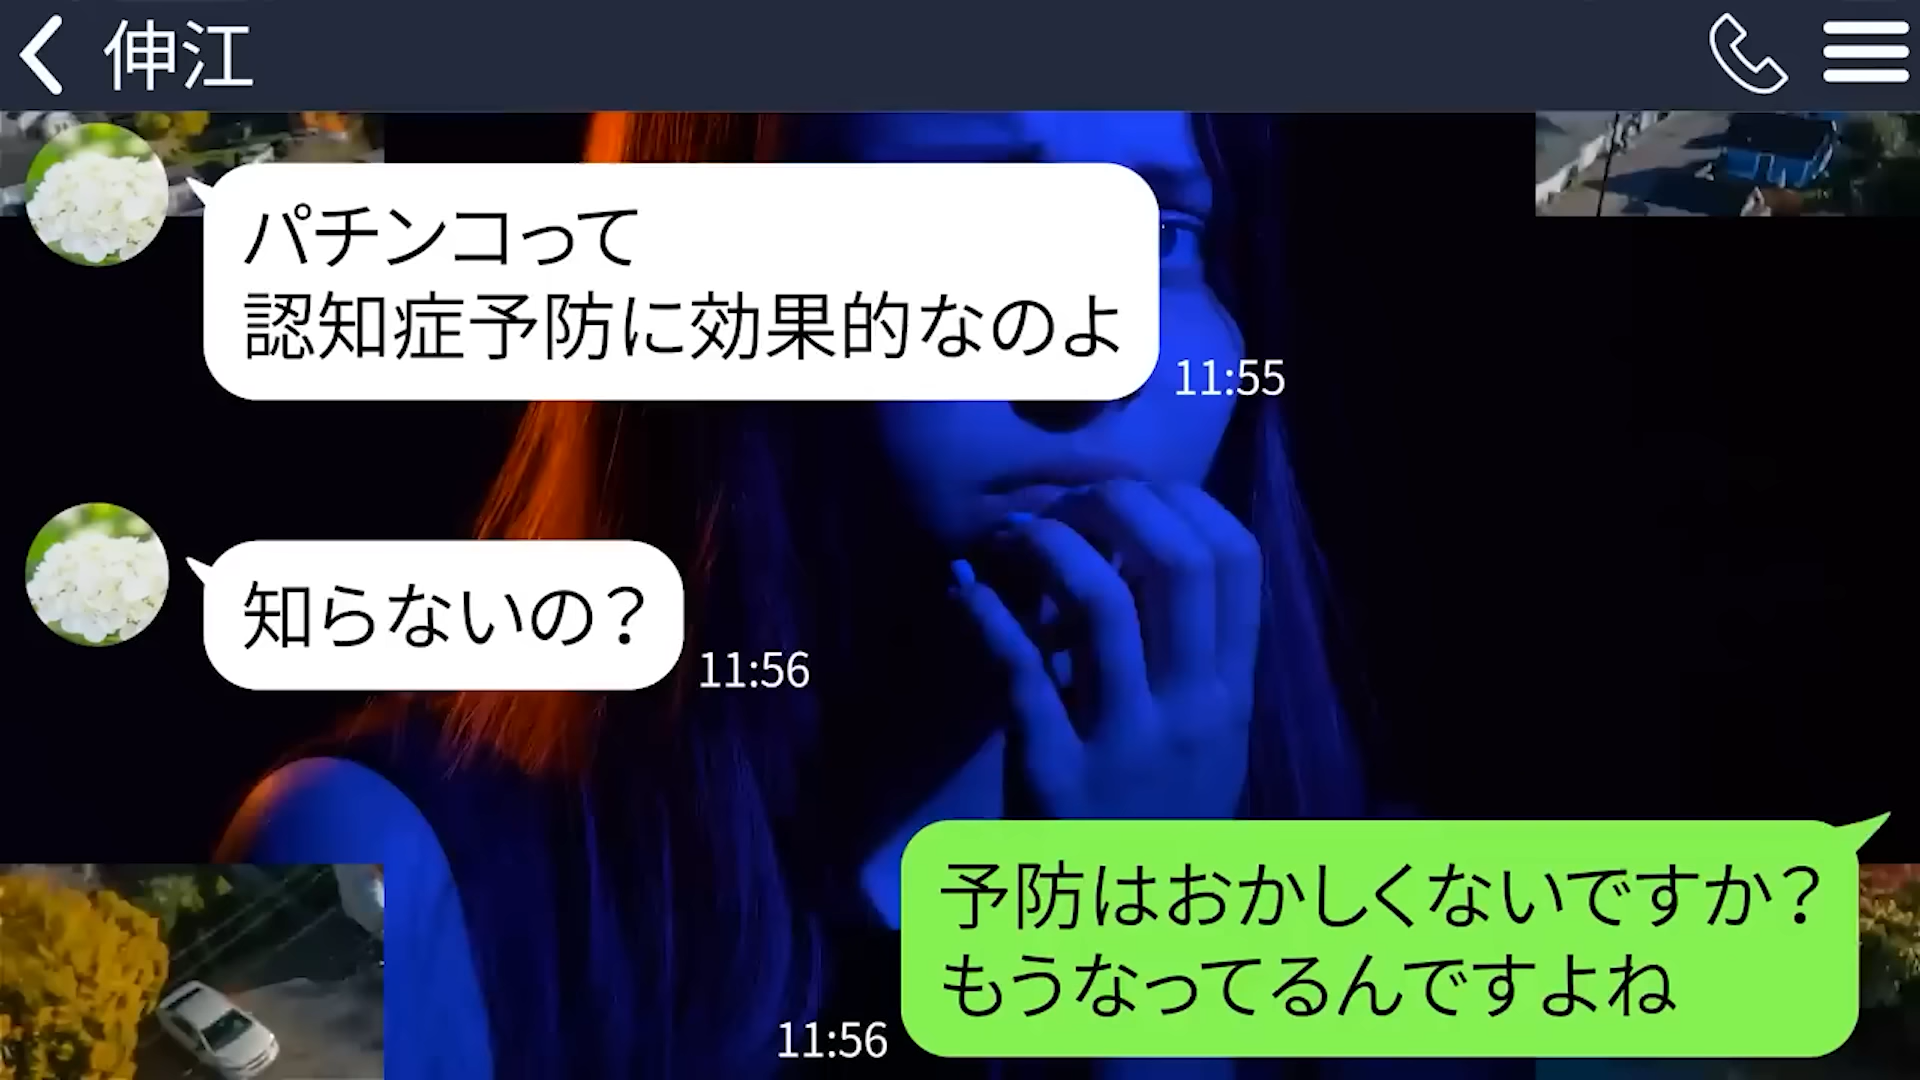 伸江
パチンコって
認知症予防に効果的なのよ
11:55
知らないの？
11:56
予防はおかしくないですか？
もうなってるんですよね
11:56